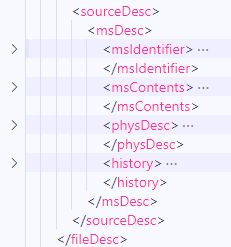 <sourceDesc>
<msDesc>
<msIdentifier> ···
</msIdentifier>
<msContents> ···
</msContents>
<physDesc> ···
</physDesc>
<history> ···
</history>
</msDesc>
</sourceDesc>
</fileDesc>